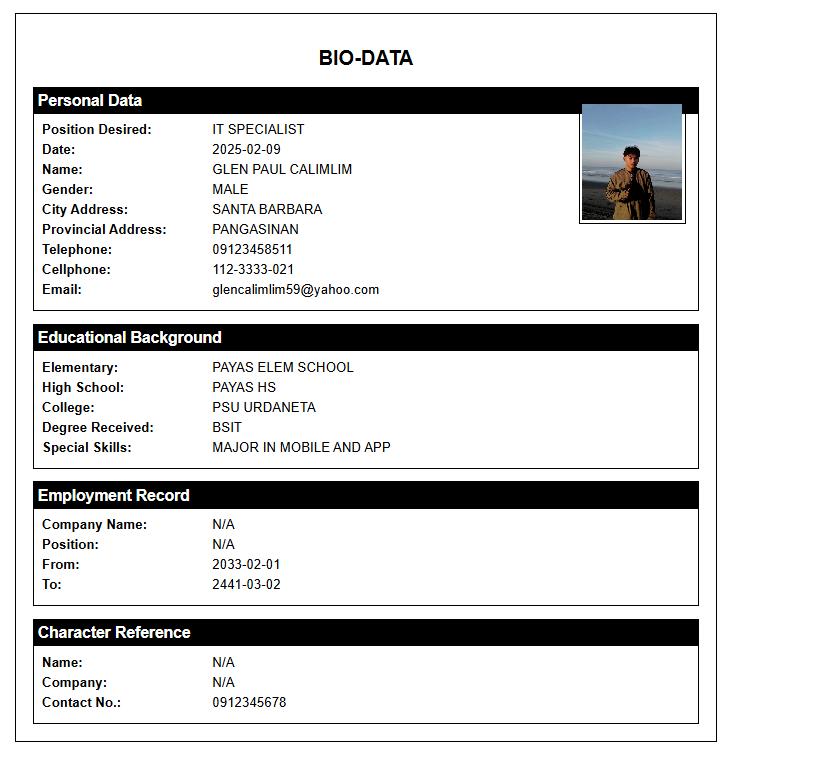 BIO-DATA
Personal Data
Position Desired: IT SPECIALIST
Date: 2025-02-09
Name: GLEN PAUL CALIMLIM
Gender: MALE
City Address: SANTA BARBARA
Provincial Address: PANGASINAN
Telephone: 09123458511
Cellphone: 112-3333-021
Email: glencalimlim59@yahoo.com
Educational Background
Elementary: PAYAS ELEM SCHOOL
High School: PAYAS HS
College: PSU URDANETA
Degree Received: BSIT
Special Skills: MAJOR IN MOBILE AND APP
Employment Record
Company Name: N/A
Position: N/A
From: 2033-02-01
To: 2441-03-02
Character Reference
Name: N/A
Company: N/A
Contact No.: 0912345678